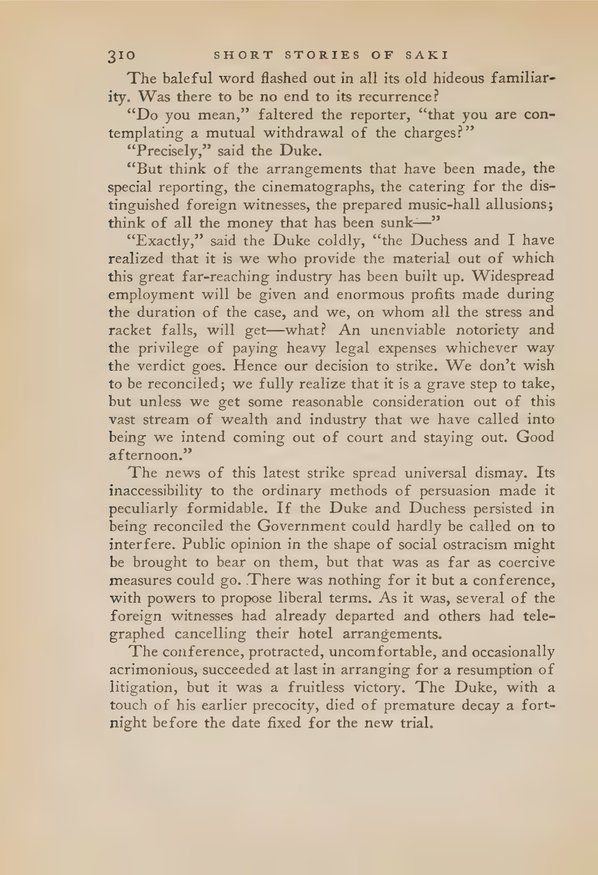 310 SHORT STORIES OF SAKI
The baleful word flashed out in all its old hideous familiar-
ity. Was there to be no end to its recurrence?
“Do you mean,” faltered the reporter, “that you are con-
templating a mutual withdrawal of the charges?”
“Precisely,” said the Duke.
“But think of the arrangements that have been made, the
special reporting, the cinematographs, the catering for the dis-
tinguished foreign witnesses, the prepared music-hall allusions;
think of all the money that has been sunk—”
“Exactly,” said the Duke coldly, “the Duchess and I have
realized that it is we who provide the material out of which
this great far-reaching industry has been built up. Widespread
employment will be given and enormous profits made during
the duration of the case, and we, on whom all the stress and
racket falls, will get—what? An unenviable notoriety and
the privilege of paying heavy legal expenses whichever way
the verdict goes. Hence our decision to strike. We don’t wish
to be reconciled; we fully realize that it is a grave step to take,
but unless we get some reasonable consideration out of this
vast stream of wealth and industry that we have called into
being we intend coming out of court and staying out. Good
afternoon.”
The news of this latest strike spread universal dismay. Its
inaccessibility to the ordinary methods of persuasion made it
peculiarly formidable. If the Duke and Duchess persisted in
being reconciled the Government could hardly be called on to
interfere. Public opinion in the shape of social ostracism might
be brought to bear on them, but that was as far as coercive
measures could go. There was nothing for it but a conference,
with powers to propose liberal terms. As it was, several of the
foreign witnesses had already departed and others had tele-
graphed cancelling their hotel arrangements.
The conference, protracted, uncomfortable, and occasionally
acrimonious, succeeded at last in arranging for a resumption of
litigation, but it was a fruitless victory. The Duke, with a
touch of his earlier precocity, died of premature decay a fort-
night before the date fixed for the new trial.